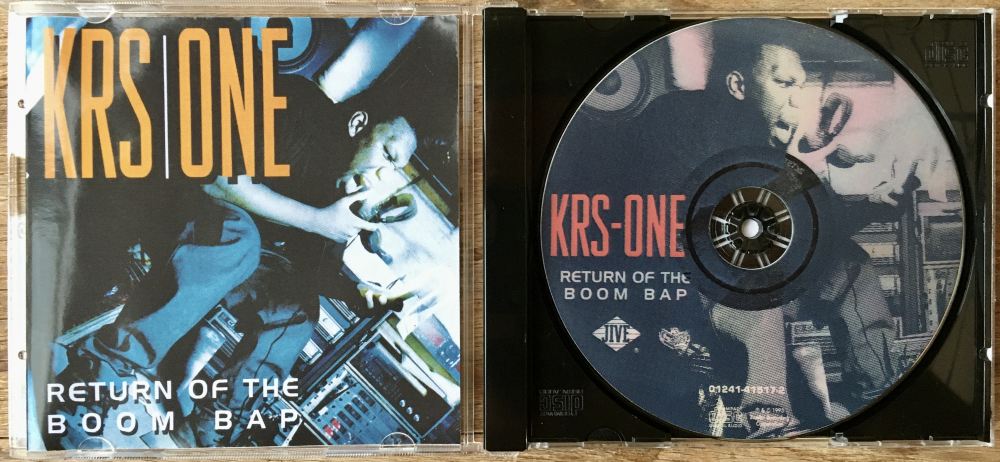 KRS|ONE
RETURN OF THE
BOOM BAP
KRS-ONE
RETURN OF THE
BOOM BAP
JIVE
01241-41517-2